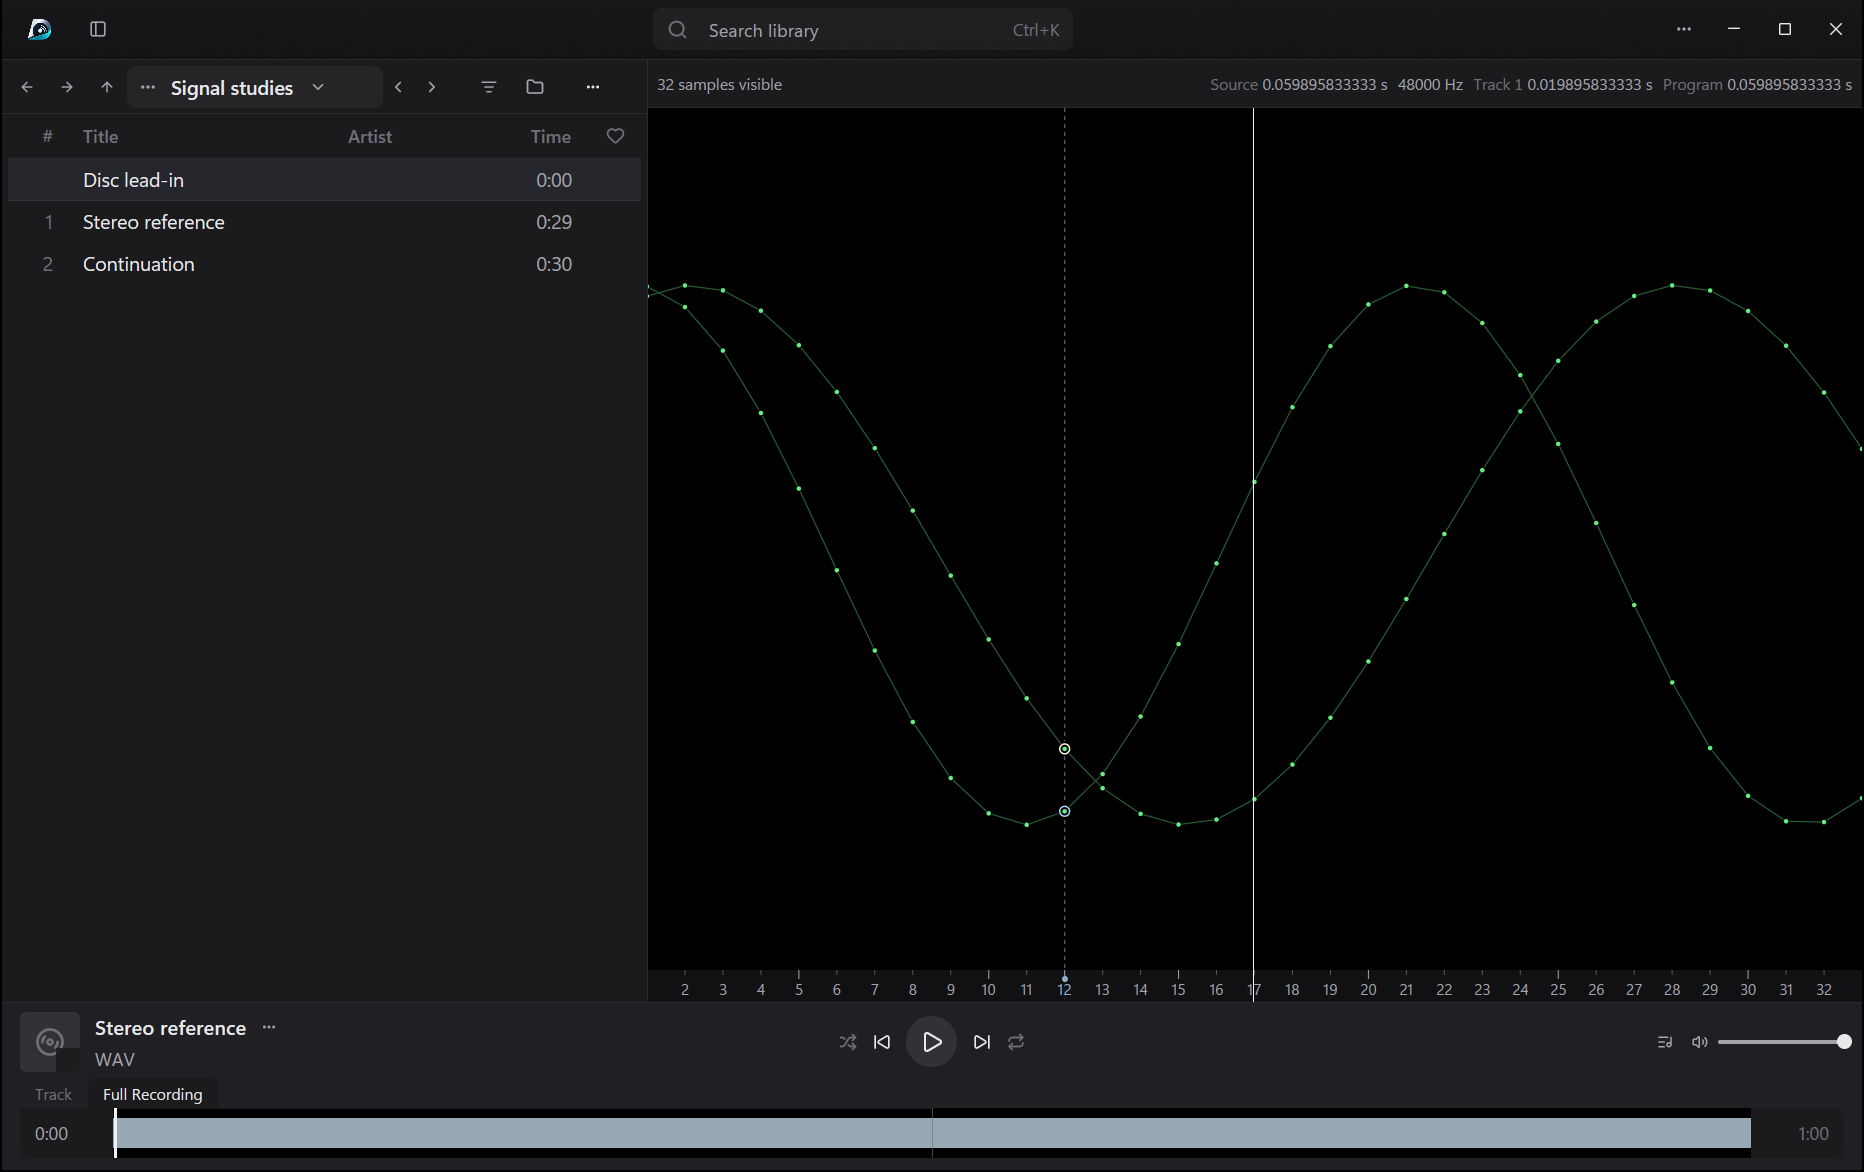 Search library Ctrl+K
Signal studies
32 samples visible
Source 0.059895833333 s 48000 Hz Track 1 0.019895833333 s Program 0.059895833333 s
# Title Artist Time
Disc lead-in 0:00
1 Stereo reference 0:29
2 Continuation 0:30
2 3 4 5 6 7 8 9 10 11 12 13 14 15 16 17 18 19 20 21 22 23 24 25 26 27 28 29 30 31 32
Stereo reference
WAV
Track Full Recording
0:00 1:00